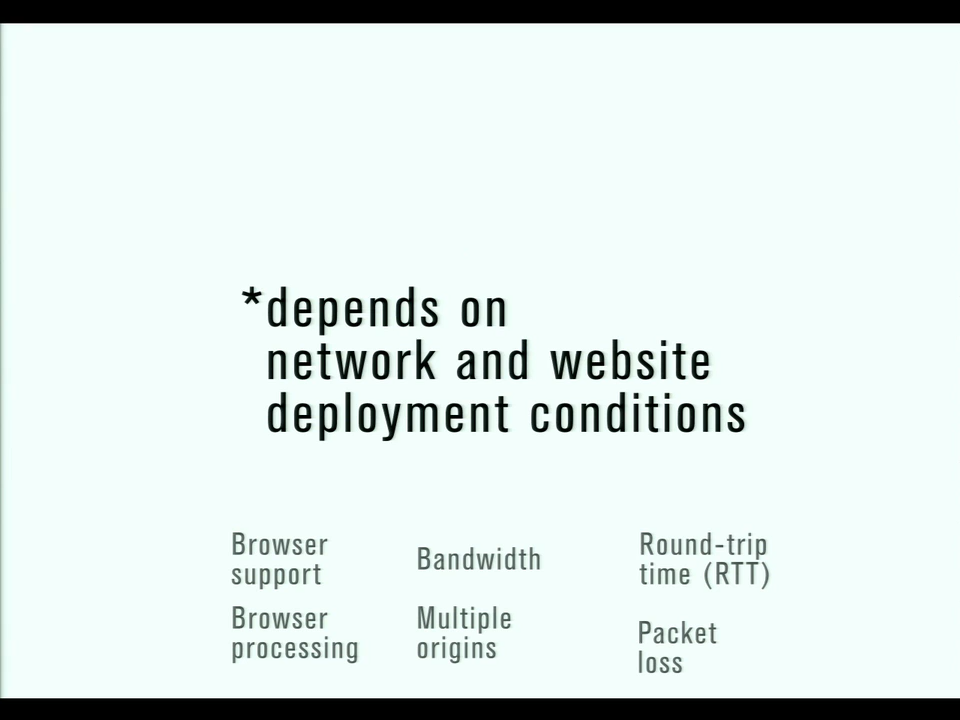 *depends on
network and website
deployment conditions
Browser
support
Bandwidth
Round-trip
time (RTT)
Browser
processing
Multiple
origins
Packet
loss